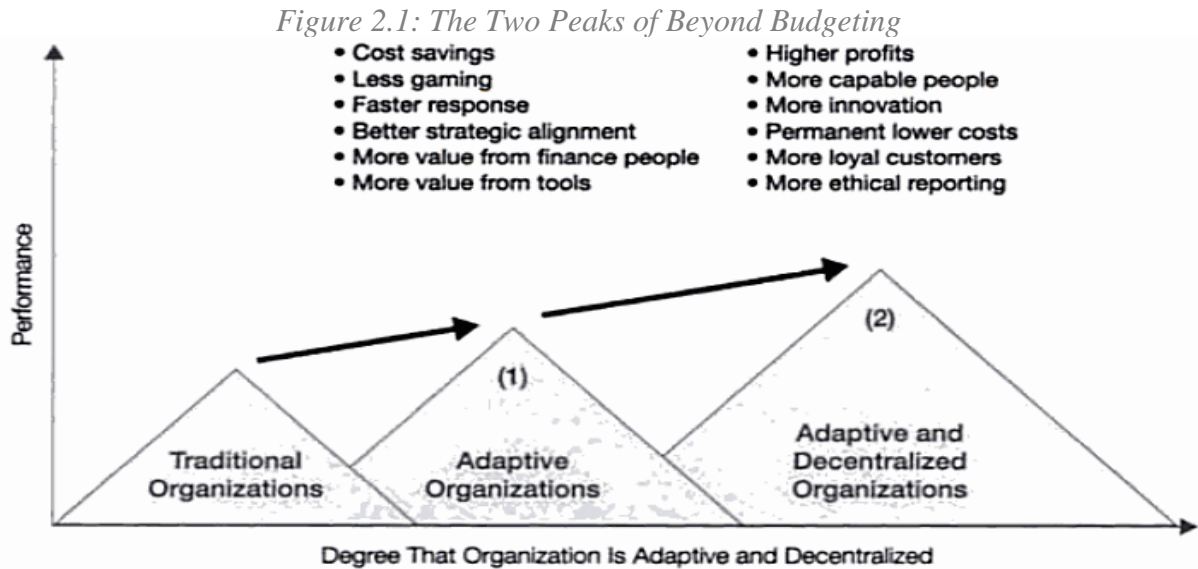 Figure 2.1: The Two Peaks of Beyond Budgeting
• Cost savings
• Less gaming
• Faster response
• Better strategic alignment
• More value from finance people
• More value from tools
• Higher profits
• More capable people
• More innovation
• Permanent lower costs
• More loyal customers
• More ethical reporting
Performance
(1)
(2)
Traditional
Organizations
Adaptive
Organizations
Adaptive and
Decentralized
Organizations
Degree That Organization Is Adaptive and Decentralized